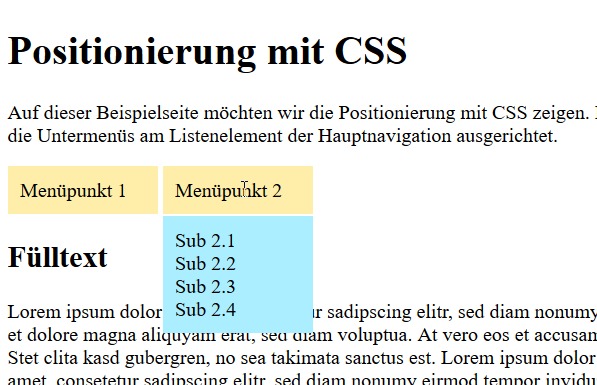 Positionierung mit CSS
Auf dieser Beispielseite möchten wir die Positionierung mit CSS zeigen.
die Untermenüs am Listenelement der Hauptnavigation ausgerichtet.
Menüpunkt 1 Menüpunkt 2
Sub 2.1
Sub 2.2
Sub 2.3
Sub 2.4
Fülltext
Lorem ipsum dolor sadipscing elitr, sed diam nonumy
et dolore magna aliquyam erat, sed diam voluptua. At vero eos et accusam
Stet clita kasd gubergren, no sea takimata sanctus est. Lorem ipsum dolor
amet, consetetur sadipscing elitr, sed diam nonumy eirmod tempor invidu